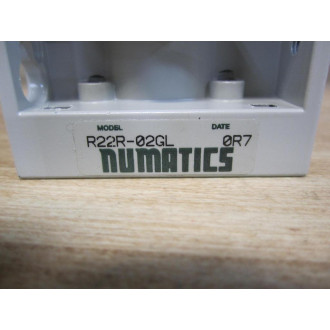 MODEL DATE
R22R-02GL 0R7
NUMATICS